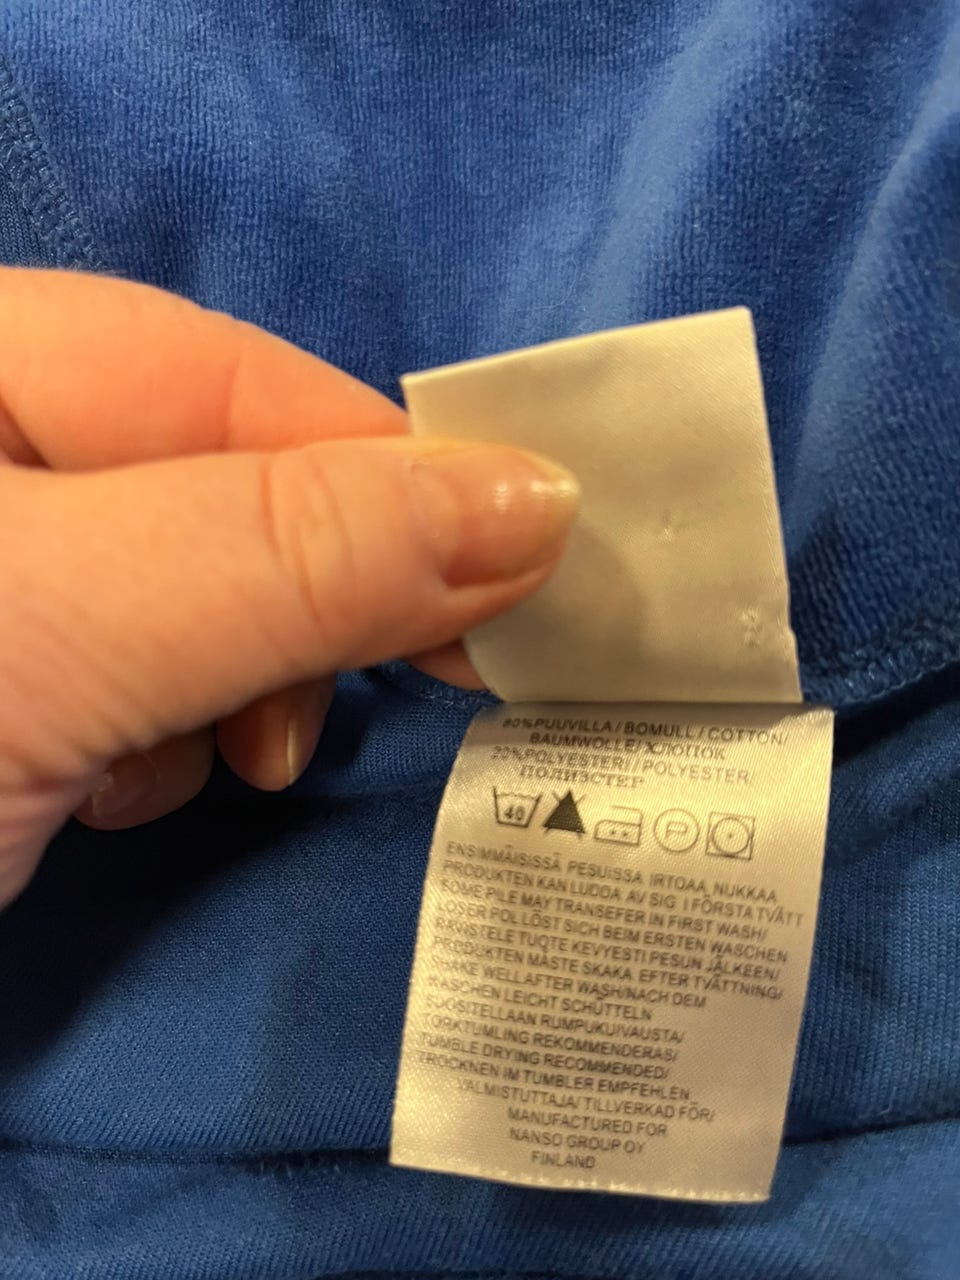 80%PUUVILLA/BOMULL/COTTON/
BAUMWOLLE/ХЛОПОК
20%POLYESTERI/POLYESTER,
ПОЛИЭСТЕР
40 P
ENSIMMÄISISSÄ PESUISSA IRTOAA NUKKAA
PRODUKTEN KAN LUDDA AV SIG I FÖRSTA TVÄTT
SOME PILE MAY TRANSEFER IN FIRST WASH/
LOSER POL LÖST SICH BEIM ERSTEN WASCHEN
RAVISTELE TUOTE KEVYESTI PESUN JÄLKEEN/
PRODUKTEN MÅSTE SKAKA EFTER TVÄTTNING/
SHAKE WELL AFTER WASH/NACH DEM
WASCHEN LEICHT SCHÜTTELN
SUOSITELLAAN RUMPUKUIVAUSTA/
TORKTUMLING REKOMMENDERAS/
TUMBLE DRYING RECOMMENDED/
TROCKNEN IM TUMBLER EMPFEHLEN
VALMISTUTTAJA/TILLVERKAD FÖR/
MANUFACTURED FOR
NANSO GROUP OY
FINLAND